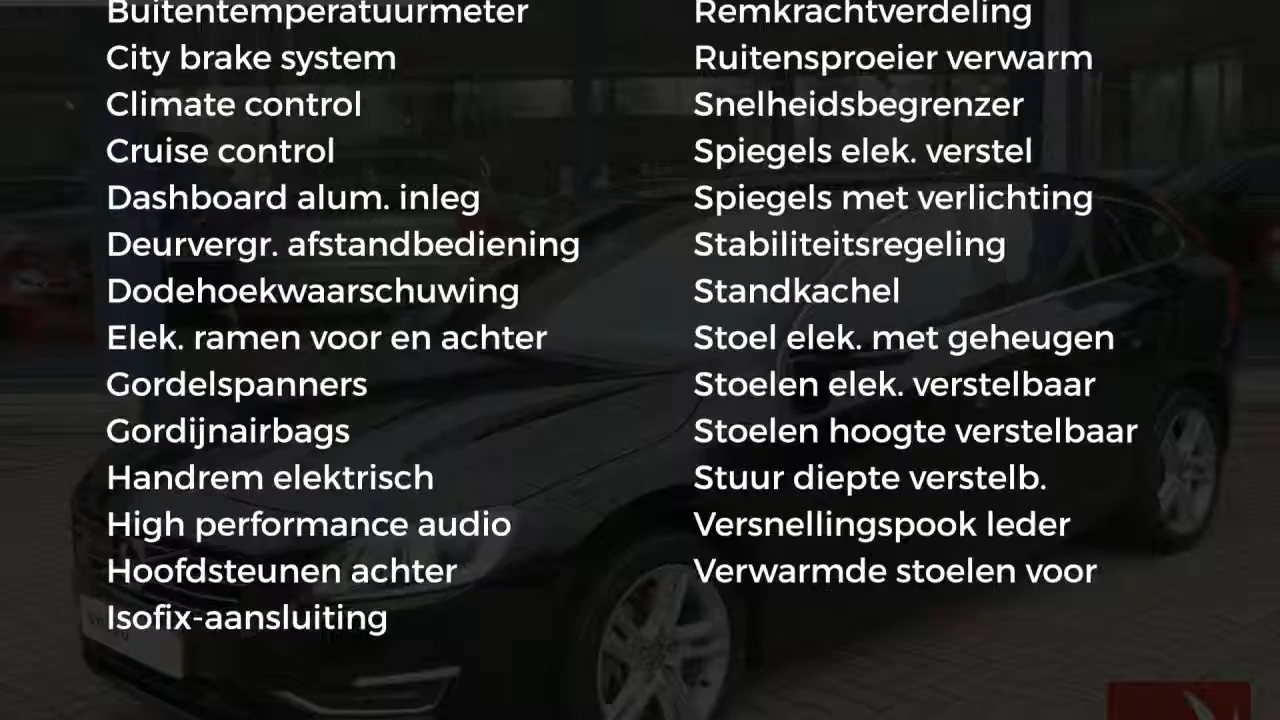 Buitentemperatuurmeter
City brake system
Climate control
Cruise control
Dashboard alum. inleg
Deurvergr. afstandbediening
Dodehoekwaarschuwing
Elek. ramen voor en achter
Gordelspanners
Gordijnairbags
Handrem elektrisch
High performance audio
Hoofdsteunen achter
Isofix-aansluiting
Remkrachtverdeling
Ruitensproeier verwarm
Snelheidsbegrenzer
Spiegels elek. verstel
Spiegels met verlichting
Stabiliteitsregeling
Standkachel
Stoel elek. met geheugen
Stoelen elek. verstelbaar
Stoelen hoogte verstelbaar
Stuur diepte verstelb.
Versnellingspook leder
Verwarmde stoelen voor